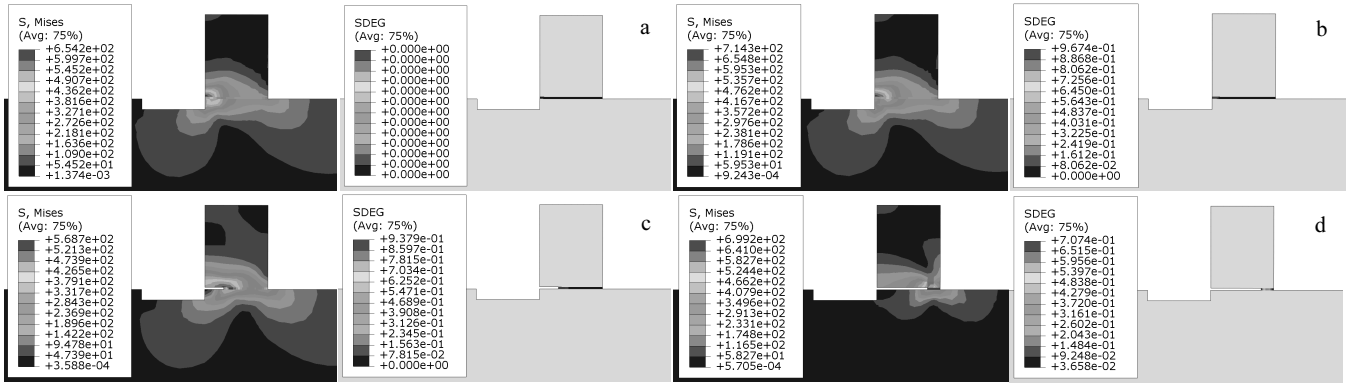 S, Mises
(Avg: 75%)
+6.542e+02
+5.997e+02
+5.452e+02
+4.907e+02
+4.362e+02
+3.816e+02
+3.271e+02
+2.726e+02
+2.181e+02
+1.636e+02
+1.090e+02
+5.452e+01
+1.374e-03
SDEG
(Avg: 75%)
+0.000e+00
+0.000e+00
+0.000e+00
+0.000e+00
+0.000e+00
+0.000e+00
+0.000e+00
+0.000e+00
+0.000e+00
+0.000e+00
+0.000e+00
+0.000e+00
+0.000e+00
a
S, Mises
(Avg: 75%)
+7.143e+02
+6.548e+02
+5.953e+02
+5.357e+02
+4.762e+02
+4.167e+02
+3.572e+02
+2.976e+02
+2.381e+02
+1.786e+02
+1.191e+02
+5.953e+01
+9.243e-04
SDEG
(Avg: 75%)
+9.674e-01
+8.868e-01
+8.062e-01
+7.256e-01
+6.450e-01
+5.643e-01
+4.837e-01
+4.031e-01
+3.225e-01
+2.419e-01
+1.612e-01
+8.062e-02
+0.000e+00
b
S, Mises
(Avg: 75%)
+5.687e+02
+5.213e+02
+4.739e+02
+4.265e+02
+3.791e+02
+3.317e+02
+2.843e+02
+2.369e+02
+1.896e+02
+1.422e+02
+9.478e+01
+4.739e+01
+3.588e-04
SDEG
(Avg: 75%)
+9.379e-01
+8.597e-01
+7.815e-01
+7.034e-01
+6.252e-01
+5.471e-01
+4.689e-01
+3.908e-01
+3.126e-01
+2.345e-01
+1.563e-01
+7.815e-02
+0.000e+00
c
S, Mises
(Avg: 75%)
+6.992e+02
+6.410e+02
+5.827e+02
+5.244e+02
+4.662e+02
+4.079e+02
+3.496e+02
+2.913e+02
+2.331e+02
+1.748e+02
+1.165e+02
+5.827e+01
+5.705e-04
SDEG
(Avg: 75%)
+7.074e-01
+6.515e-01
+5.956e-01
+5.397e-01
+4.838e-01
+4.279e-01
+3.720e-01
+3.161e-01
+2.602e-01
+2.043e-01
+1.484e-01
+9.248e-02
+3.658e-02
d